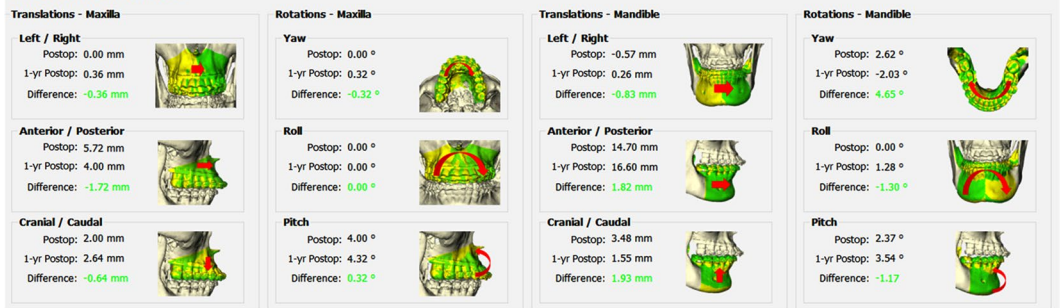 Translations - Maxilla
Left / Right
Postop: 0.00 mm
1-yr Postop: 0.36 mm
Difference: -0.36 mm
Anterior / Posterior
Postop: 5.72 mm
1-yr Postop: 4.00 mm
Difference: -1.72 mm
Cranial / Caudal
Postop: 2.00 mm
1-yr Postop: 2.64 mm
Difference: -0.64 mm
Rotations - Maxilla
Yaw
Postop: 0.00 º
1-yr Postop: 0.32 º
Difference: -0.32 º
Roll
Postop: 0.00 º
1-yr Postop: 0.00 º
Difference: 0.00 º
Pitch
Postop: 4.00 º
1-yr Postop: 4.32 º
Difference: 0.32 º
Translations - Mandible
Left / Right
Postop: -0.57 mm
1-yr Postop: 0.26 mm
Difference: -0.83 mm
Anterior / Posterior
Postop: 14.70 mm
1-yr Postop: 16.60 mm
Difference: 1.82 mm
Cranial / Caudal
Postop: 3.48 mm
1-yr Postop: 1.55 mm
Difference: 1.93 mm
Rotations - Mandible
Yaw
Postop: 2.62 º
1-yr Postop: -2.03 º
Difference: 4.65 º
Roll
Postop: 0.00 º
1-yr Postop: 1.28 º
Difference: -1.30 º
Pitch
Postop: 2.37 º
1-yr Postop: 3.54 º
Difference: -1.17